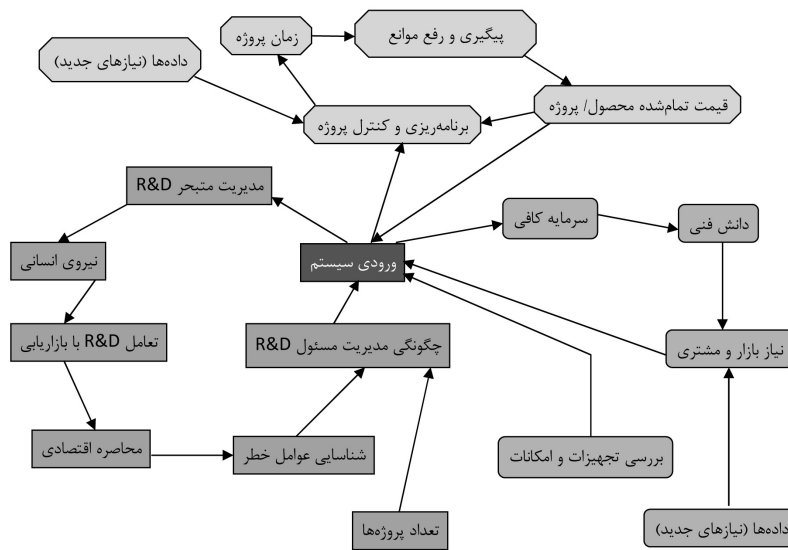 زمان پروژه
پیگیری و رفع موانع
داده‌ها (نیازهای جدید)
قیمت تمام‌شده محصول/ پروژه
برنامه‌ریزی و کنترل پروژه
مدیریت متبحر R&D
سرمایه کافی
دانش فنی
نیروی انسانی
ورودی سیستم
تعامل R&D با بازاریابی
چگونگی مدیریت مسئول R&D
نیاز بازار و مشتری
محاصره اقتصادی
شناسایی عوامل خطر
بررسی تجهیزات و امکانات
تعداد پروژه‌ها
داده‌ها (نیازهای جدید)